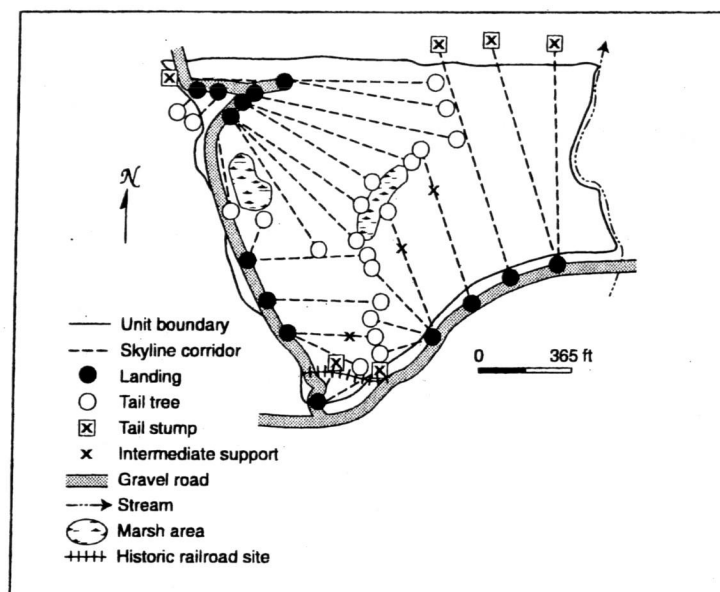 N
0 365 ft
Unit boundary
Skyline corridor
Landing
Tail tree
Tail stump
Intermediate support
Gravel road
Stream
Marsh area
Historic railroad site